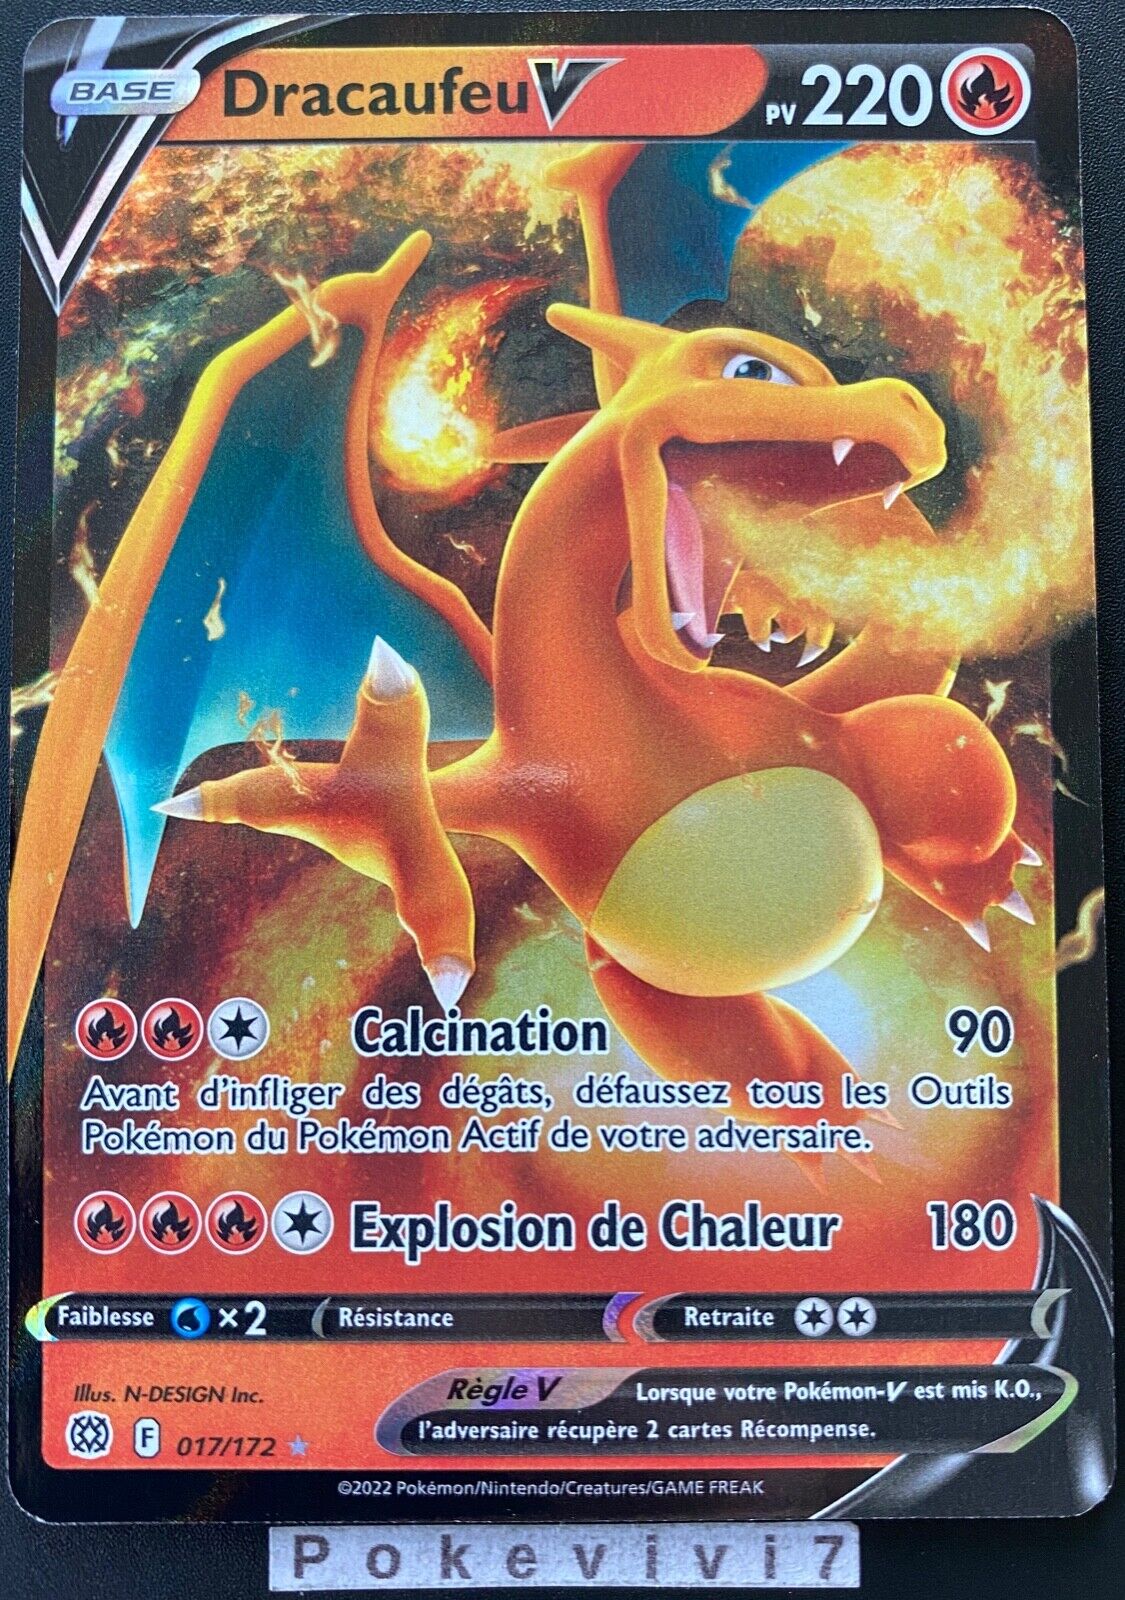 BASE Dracaufeu V PV 220
Calcination 90
Avant d'infliger des dégâts, défaussez tous les Outils
Pokémon du Pokémon Actif de votre adversaire.
Explosion de Chaleur 180
Faiblesse ×2 Résistance Retraite
Illus. N-DESIGN Inc.
F 017/172
Règle V Lorsque votre Pokémon-V est mis K.O.,
l'adversaire récupère 2 cartes Récompense.
©2022 Pokémon/Nintendo/Creatures/GAME FREAK
Pokevivi7